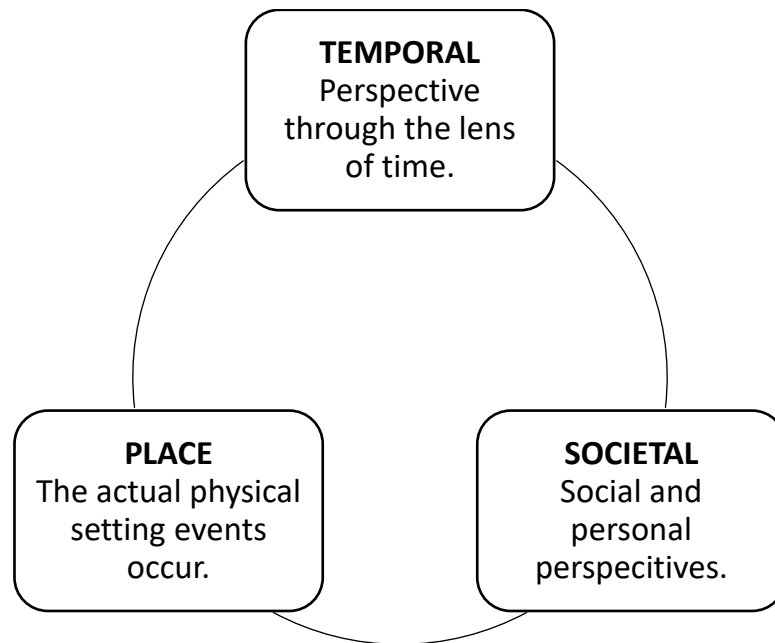 TEMPORAL
Perspective
through the lens
of time.
PLACE
The actual physical
setting events
occur.
SOCIETAL
Social and
personal
perspecitives.